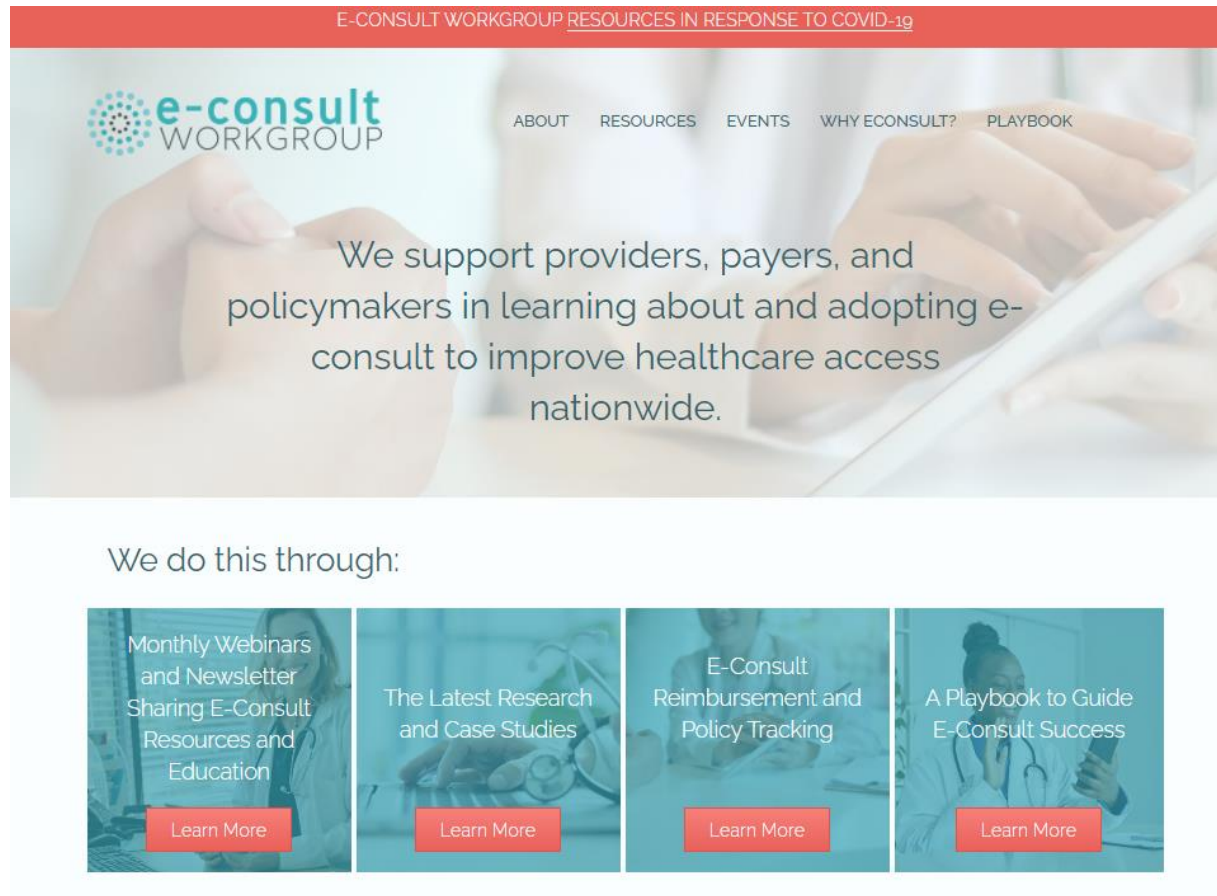 E-CONSULT WORKGROUP RESOURCES IN RESPONSE TO COVID-19
e-consult
WORKGROUP
ABOUT RESOURCES EVENTS WHY ECONSULT? PLAYBOOK
We support providers, payers, and
policymakers in learning about and adopting e-
consult to improve healthcare access
nationwide.
We do this through:
Monthly Webinars
and Newsletter
Sharing E-Consult
Resources and
Education
Learn More
The Latest Research
and Case Studies
Learn More
E-Consult
Reimbursement and
Policy Tracking
Learn More
A Playbook to Guide
E-Consult Success
Learn More